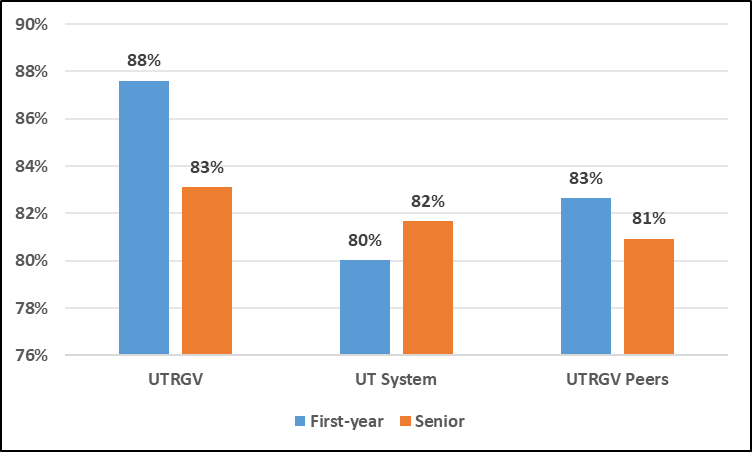 90%
88%
86%
84%
82%
80%
78%
76%
88%
83%
80%
82%
83%
81%
UTRGV
UT System
UTRGV Peers
First-year
Senior